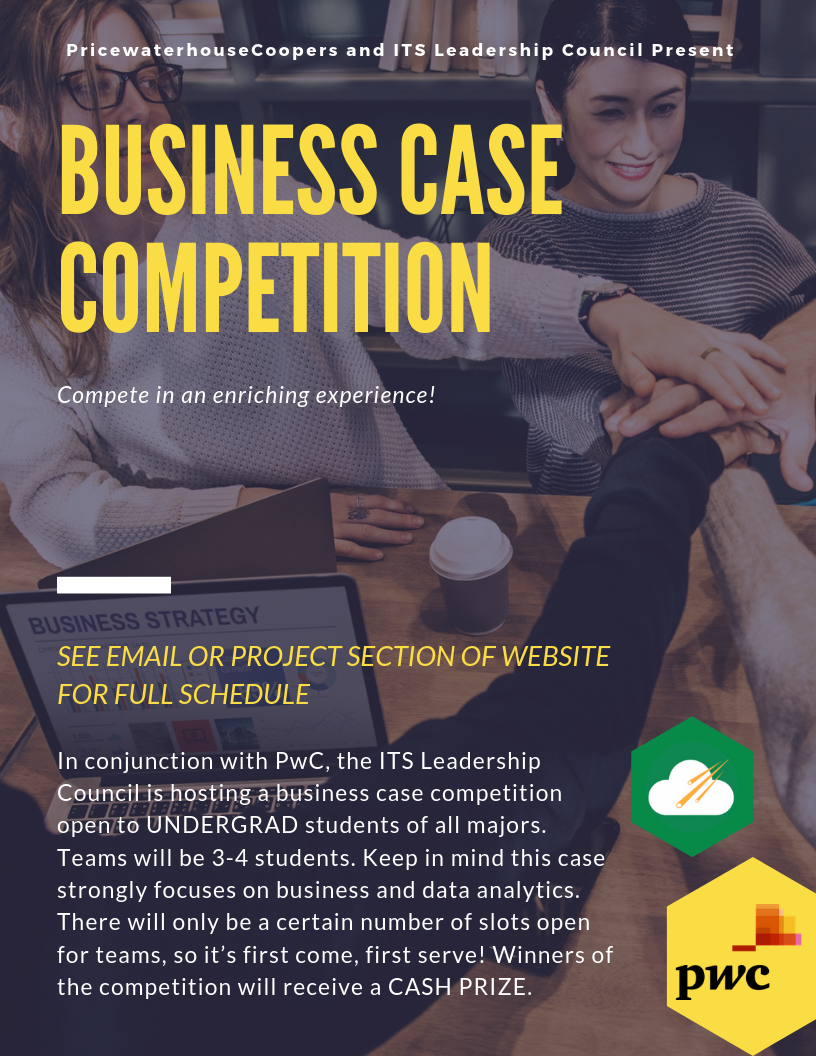 PricewaterhouseCoopers and ITS Leadership Council Present
BUSINESS CASE
COMPETITION
Compete in an enriching experience!
BUSINESS STRATEGY
SEE EMAIL OR PROJECT SECTION OF WEBSITE
FOR FULL SCHEDULE
In conjunction with PwC, the ITS Leadership
Council is hosting a business case competition
open to UNDERGRAD students of all majors.
Teams will be 3-4 students. Keep in mind this case
strongly focuses on business and data analytics.
There will only be a certain number of slots open
for teams, so it’s first come, first serve! Winners of
the competition will receive a CASH PRIZE.
pwc